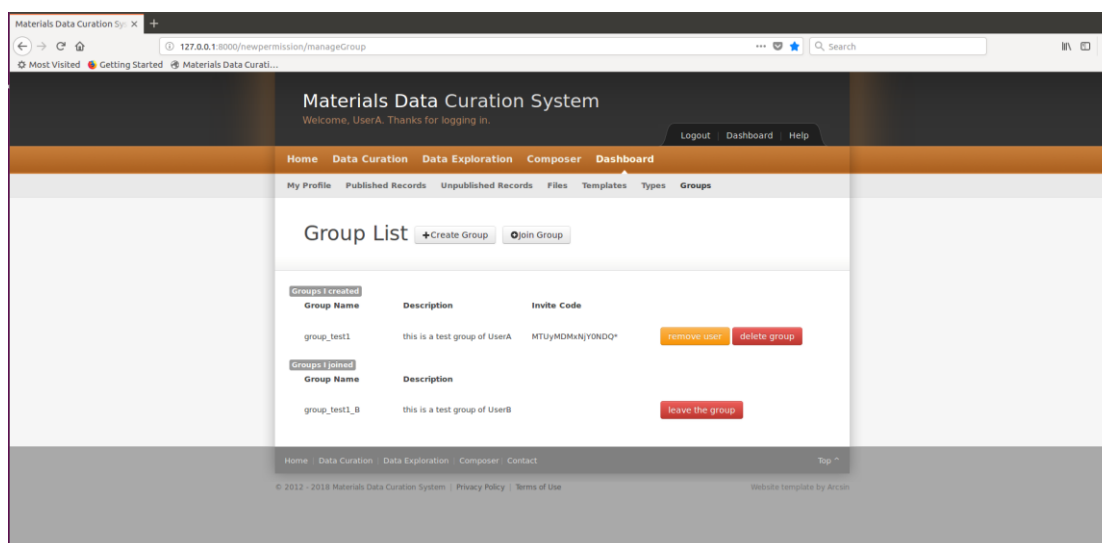 Materials Data Curation Sy
127.0.0.1:8000/newpermission/manageGroup
Search
Most Visited Getting Started Materials Data Curati...
Materials Data Curation System
Welcome, UserA. Thanks for logging in.
Logout Dashboard Help
Home Data Curation Data Exploration Composer Dashboard
My Profile Published Records Unpublished Records Files Templates Types Groups
Group List +Create Group Join Group
Groups I created
Group Name Description Invite Code
group_test1 this is a test group of UserA MTUyMDMxNjY0NDQ* remove user delete group
Groups I joined
Group Name Description
group_test1_B this is a test group of UserB leave the group
Home | Data Curation | Data Exploration | Composer | Contact Top ^
© 2012 - 2018 Materials Data Curation System | Privacy Policy | Terms of Use Website template by Arcsin